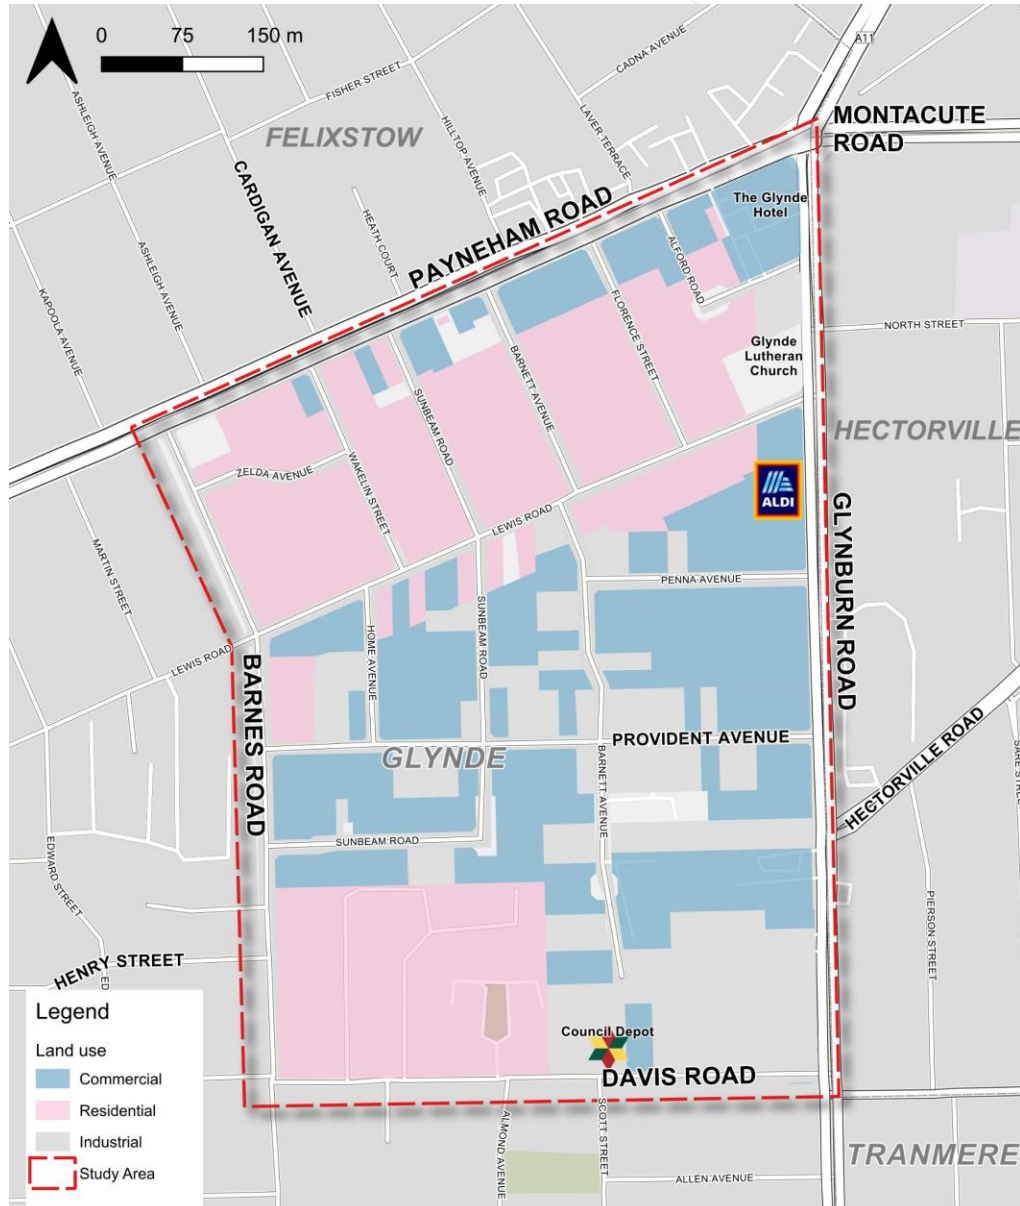 0 75 150 m
A11
CADNA AVENUE
FISHER STREET
ASHLEIGH AVENUE
HILLTOP AVENUE
LAVER TERRACE
MONTACUTE
ROAD
FELIXSTOW
CARDIGAN AVENUE
HEATH COURT
PAYNEHAM ROAD
The Glynde
Hotel
ALFORD ROAD
ASHLEIGH AVENUE
KAPOOLA AVENUE
FLORENCE STREET
NORTH STREET
Glynde
Lutheran
Church
BARNETT AVENUE
SUNBEAM ROAD
HECTORVILLE
WAKELIN STREET
ZELDA AVENUE
ALDI
LEWIS ROAD
GLYNBURN ROAD
MARTIN STREET
PENNA AVENUE
SUNBEAM ROAD
HOME AVENUE
LEWIS ROAD
BARNES ROAD
PROVIDENT AVENUE
GLYNDE
HECTORVILLE ROAD
SARE STRE
BARNETT AVENUE
SUNBEAM ROAD
EDWARD STREET
PIERSON STREET
HENRY STREET
ED
Legend
Land use
Commercial
Residential
Industrial
Study Area
Council Depot
DAVIS ROAD
ALMOND AVENUE
SCOTT STREET
TRANMERE
ALLEN AVENUE